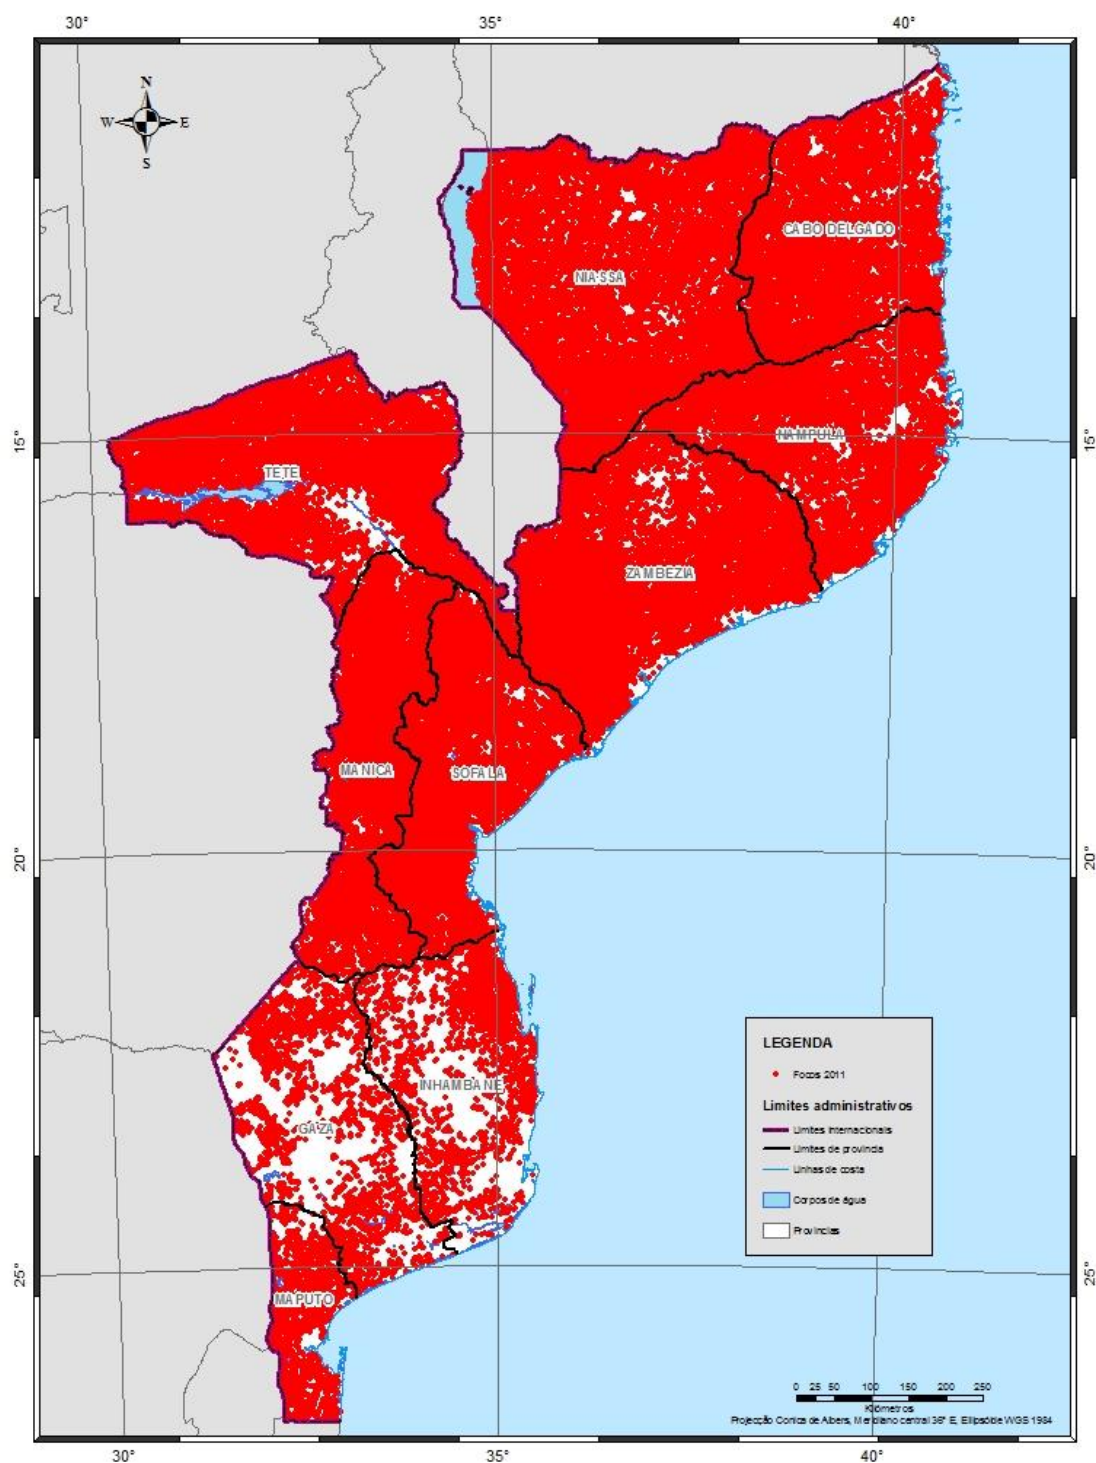 30°
35°
40°
N
W
E
S
CABO DELGADO
NIASSA
15°
NAMPULA
15°
TETE
ZAMBEZIA
MANICA
SOFALA
20°
20°
LEGENDA
Focos 2011
INHAMBANE
Limites administrativos
GAZA
Limites internacionais
Limites de provincia
Linhas de costa
Corpos de água
Províncias
25°
25°
MAPUTO
0 25 50 100 150 200 250
Kilómetros
Projecção Conica de Albers, Meridiano central 36° E, Ellipsóide WGS 1984
30°
35°
40°